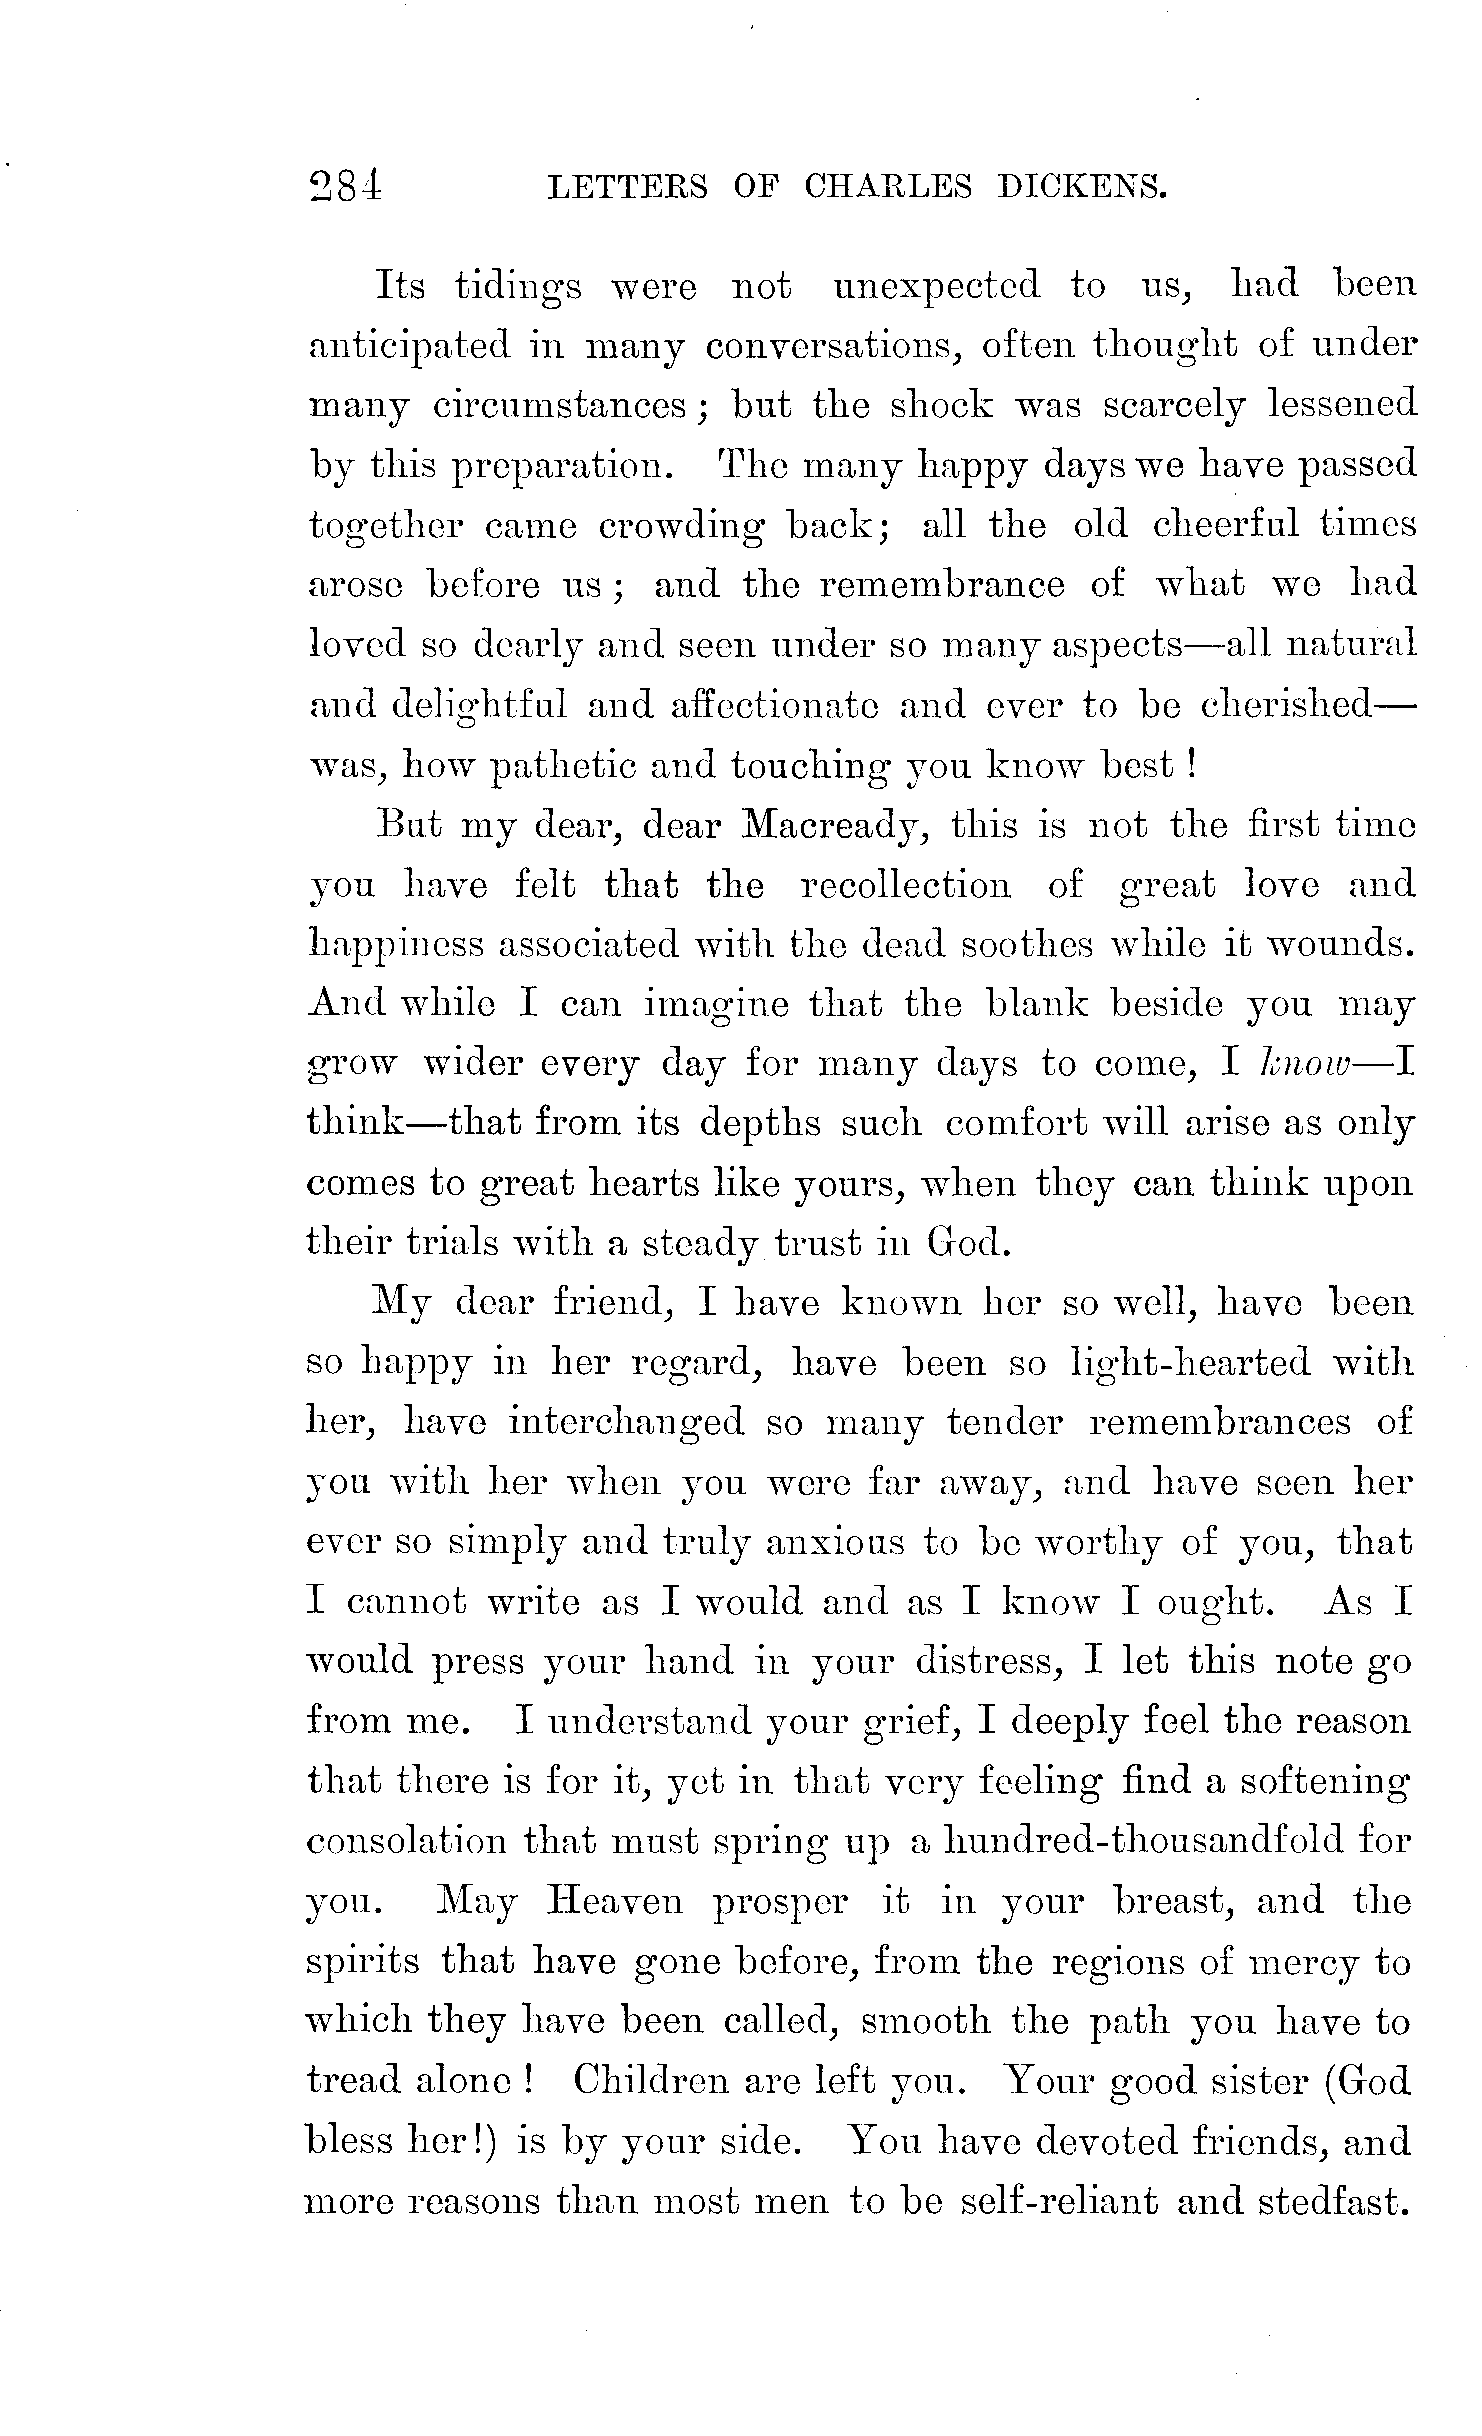 284 LETTERS OF CHARLES DICKENS.
Its tidings were not unexpected to us, had been
anticipated in many conversations, often thought of under
many circumstances; but the shock was scarcely lessened
by this preparation. The many happy days we have passed
together came crowding back; all the old cheerful times
arose before us; and the remembrance of what we had
loved so dearly and seen under so many aspects—all natural
and delightful and affectionate and ever to be cherished—
was, how pathetic and touching you know best!
But my dear, dear Macready, this is not the first time
you have felt that the recollection of great love and
happiness associated with the dead soothes while it wounds.
And while I can imagine that the blank beside you may
grow wider every day for many days to come, I know—I
think—that from its depths such comfort will arise as only
comes to great hearts like yours, when they can think upon
their trials with a steady trust in God.
My dear friend, I have known her so well, have been
so happy in her regard, have been so light-hearted with
her, have interchanged so many tender remembrances of
you with her when you were far away, and have seen her
ever so simply and truly anxious to be worthy of you, that
I cannot write as I would and as I know I ought. As I
would press your hand in your distress, I let this note go
from me. I understand your grief, I deeply feel the reason
that there is for it, yet in that very feeling find a softening
consolation that must spring up a hundred-thousandfold for
you. May Heaven prosper it in your breast, and the
spirits that have gone before, from the regions of mercy to
which they have been called, smooth the path you have to
tread alone! Children are left you. Your good sister (God
bless her!) is by your side. You have devoted friends, and
more reasons than most men to be self-reliant and stedfast.